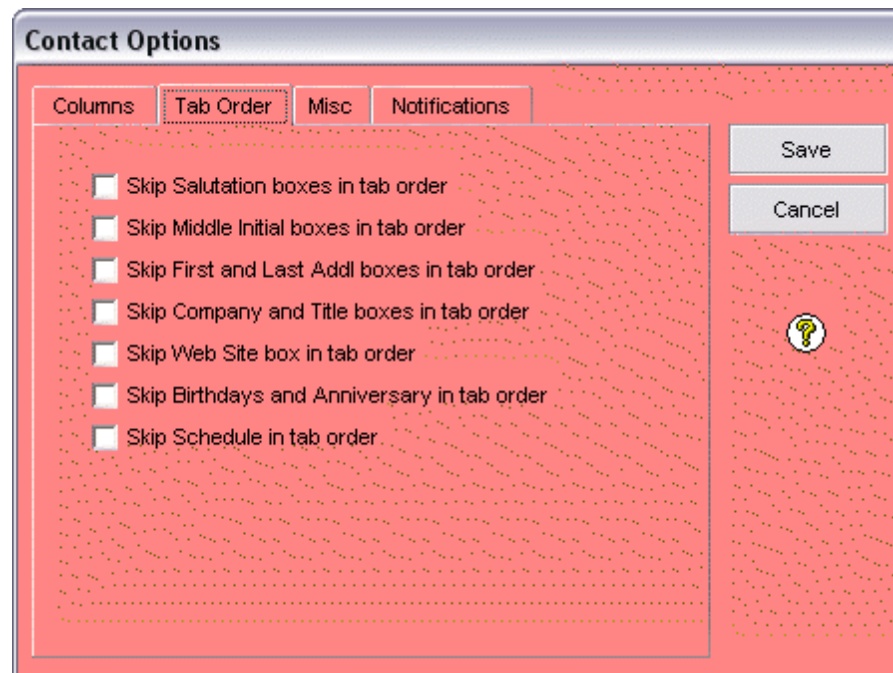 Contact Options
Columns Tab Order Misc Notifications
Save
Cancel
Skip Salutation boxes in tab order
Skip Middle Initial boxes in tab order
Skip First and Last Addl boxes in tab order
Skip Company and Title boxes in tab order
Skip Web Site box in tab order
Skip Birthdays and Anniversary in tab order
Skip Schedule in tab order
?